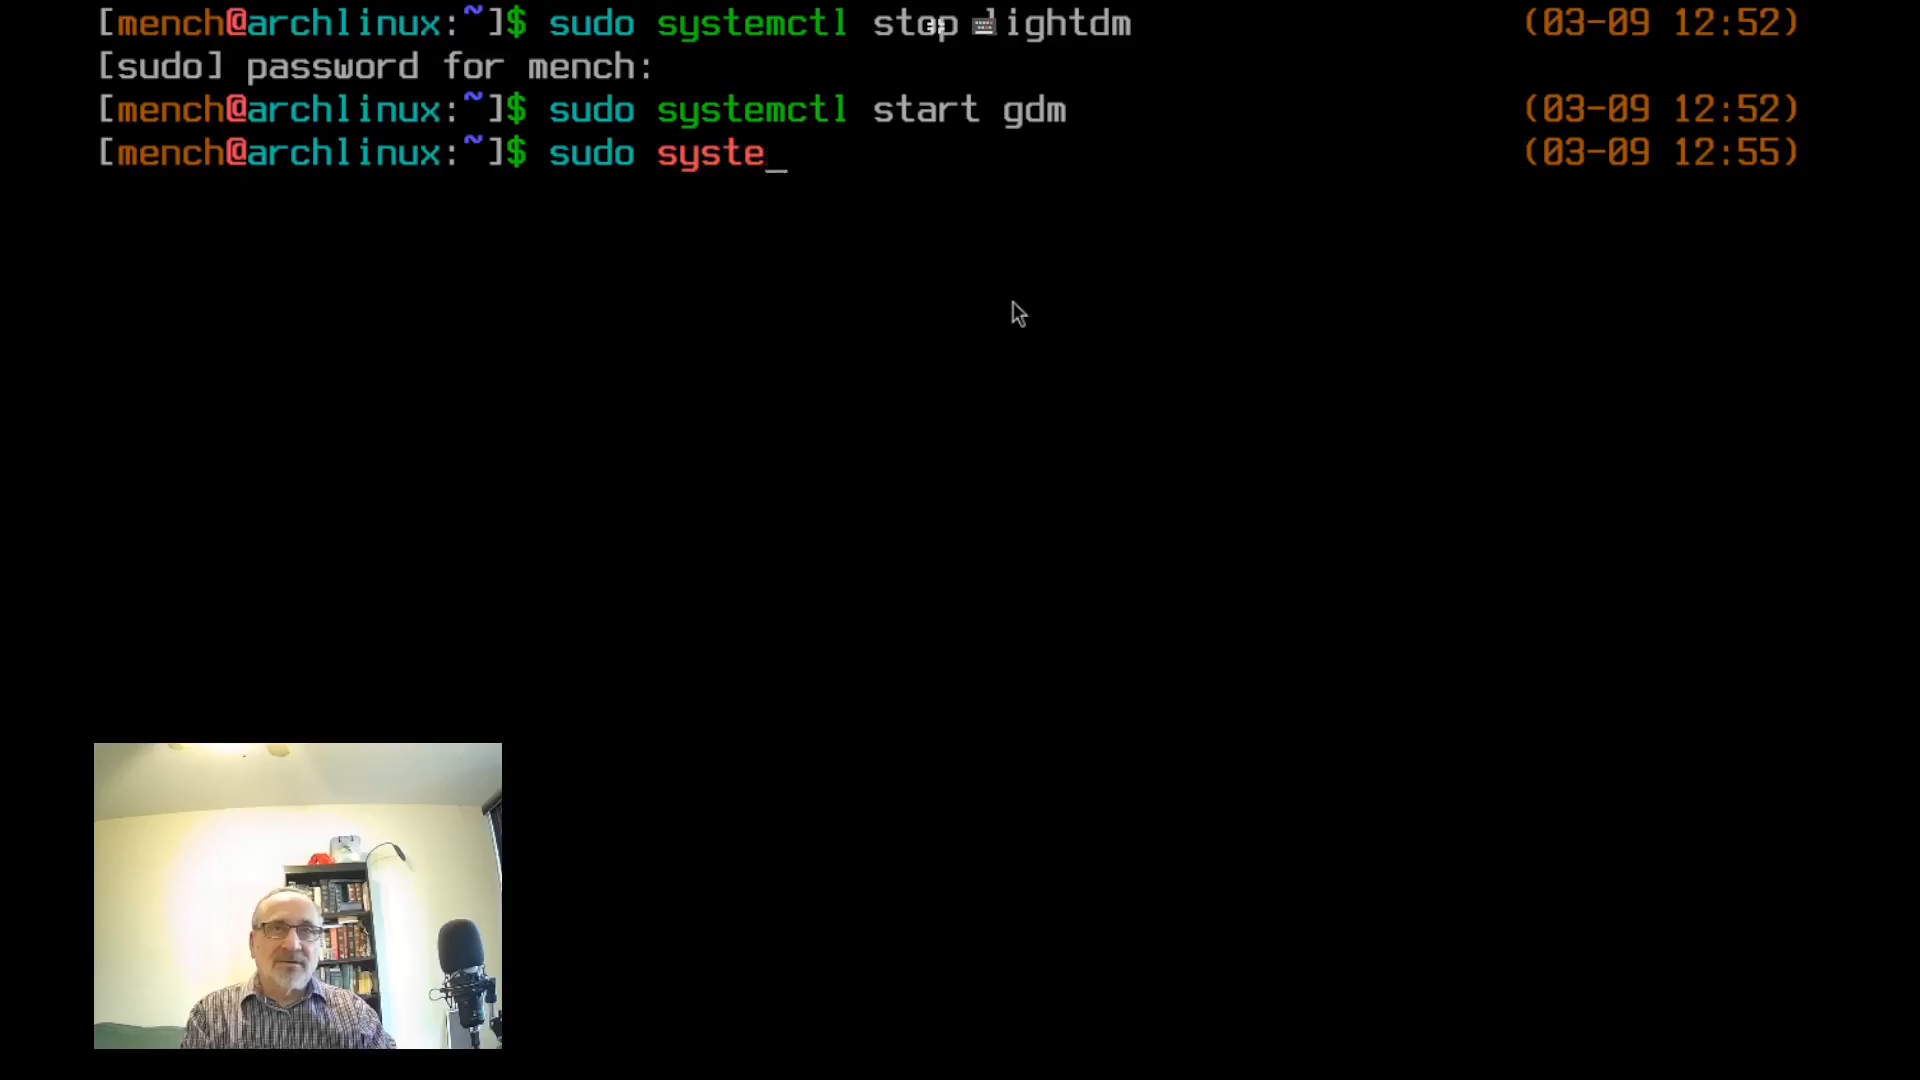 [mench@archlinux:~]$ sudo systemctl stop lightdm (03-09 12:52)
[sudo] password for mench:
[mench@archlinux:~]$ sudo systemctl start gdm (03-09 12:52)
[mench@archlinux:~]$ sudo syste_ (03-09 12:55)